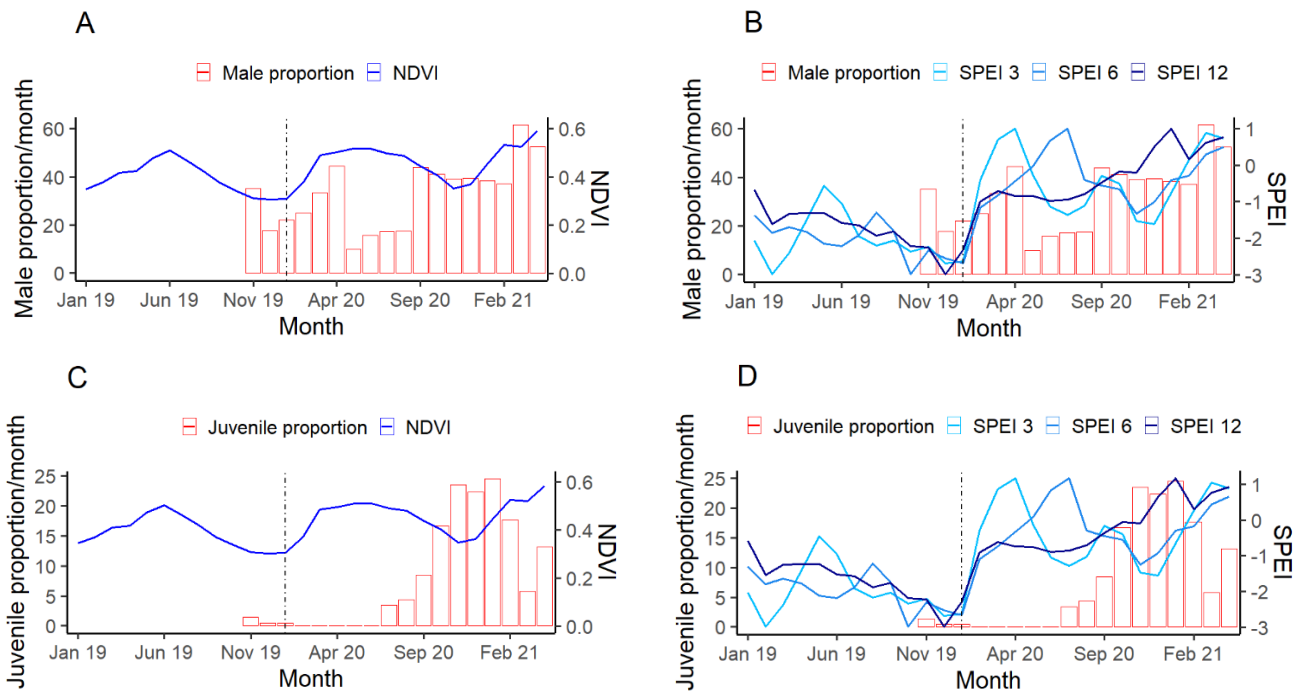 A
Male proportion NDVI
Male proportion/month
60
40
20
0
0.6
0.4
0.2
0.0
NDVI
Jan 19 Jun 19 Nov 19 Apr 20 Sep 20 Feb 21
Month
B
Male proportion SPEI 3 SPEI 6 SPEI 12
Male proportion/month
60
40
20
0
1
0
-1
-2
-3
SPEI
Jan 19 Jun 19 Nov 19 Apr 20 Sep 20 Feb 21
Month
C
Juvenile proportion NDVI
Juvenile proportion/month
25
20
15
10
5
0
0.6
0.4
0.2
0.0
NDVI
Jan 19 Jun 19 Nov 19 Apr 20 Sep 20 Feb 21
Month
D
Juvenile proportion SPEI 3 SPEI 6 SPEI 12
Juvenile proportion/month
25
20
15
10
5
0
1
0
-1
-2
-3
SPEI
Jan 19 Jun 19 Nov 19 Apr 20 Sep 20 Feb 21
Month